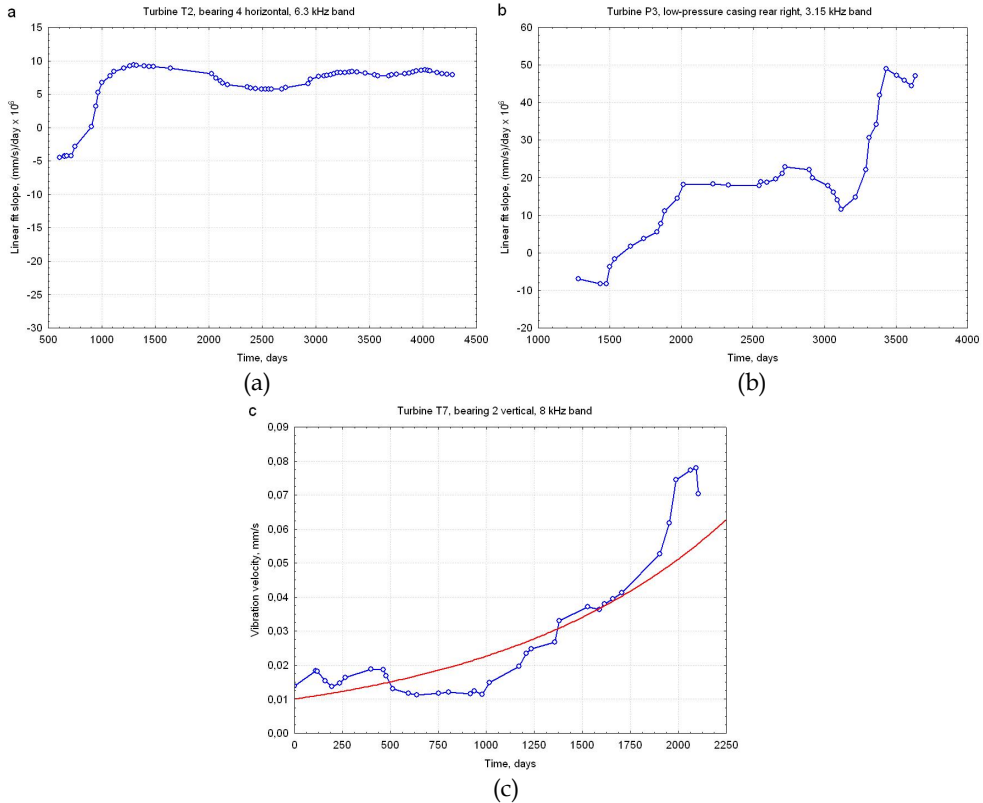 a
Turbine T2, bearing 4 horizontal, 6.3 kHz band
Linear fit slope, (mm/s)/day x 10⁶
15
10
5
0
-5
-10
-15
-20
-25
-30
500 1000 1500 2000 2500 3000 3500 4000 4500
Time, days
(a)
b
Turbine P3, low-pressure casing rear right, 3.15 kHz band
Linear fit slope, (mm/s)/day x 10⁶
60
50
40
30
20
10
0
-10
-20
1000 1500 2000 2500 3000 3500 4000
Time, days
(b)
c
Turbine T7, bearing 2 vertical, 8 kHz band
Vibration velocity, mm/s
0,09
0,08
0,07
0,06
0,05
0,04
0,03
0,02
0,01
0,00
0 250 500 750 1000 1250 1500 1750 2000 2250
Time, days
(c)